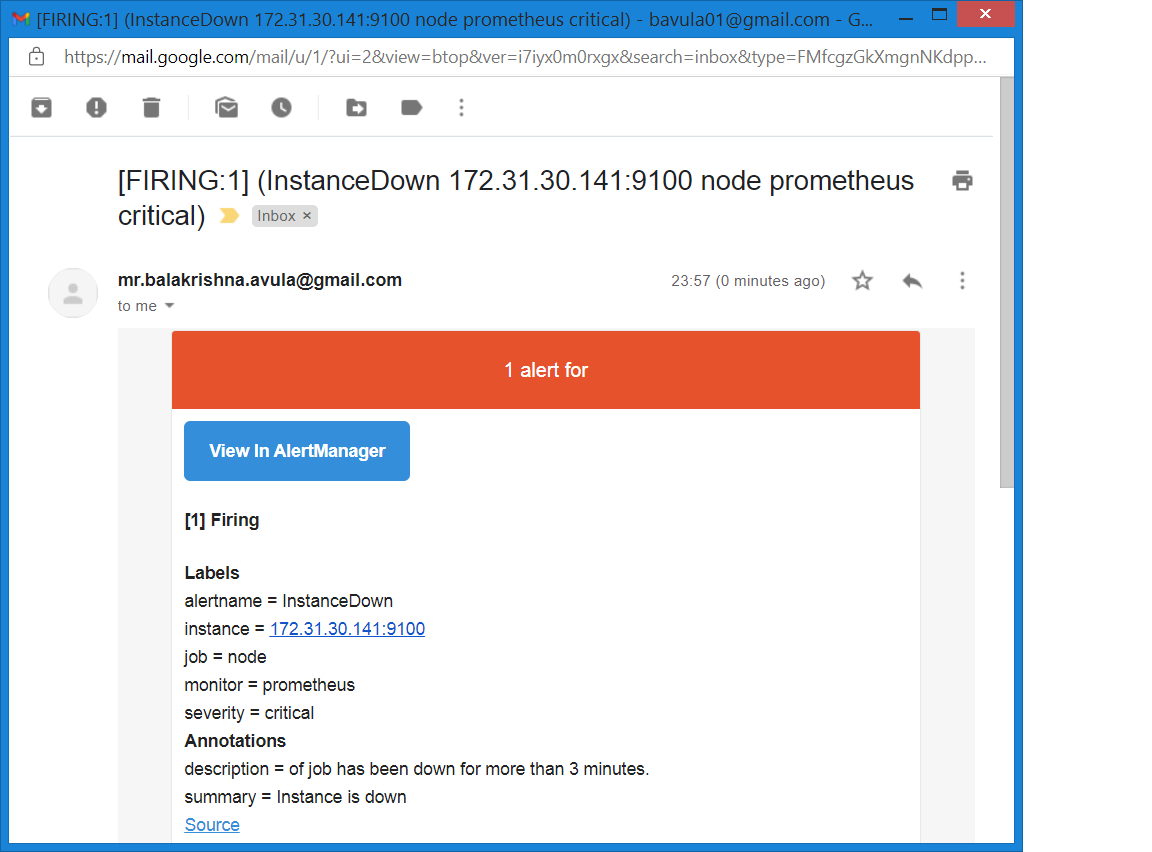 [FIRING:1] (InstanceDown 172.31.30.141:9100 node prometheus critical) - bavula01@gmail.com - G...
https://mail.google.com/mail/u/1/?ui=2&view=btop&ver=i7iyx0m0rxgx&search=inbox&type=FMfcgzGkXmgnNKdpp...
[FIRING:1] (InstanceDown 172.31.30.141:9100 node prometheus
critical) Inbox ×
mr.balakrishna.avula@gmail.com 23:57 (0 minutes ago)
to me
1 alert for
View In AlertManager
[1] Firing
Labels
alertname = InstanceDown
instance = 172.31.30.141:9100
job = node
monitor = prometheus
severity = critical
Annotations
description = of job has been down for more than 3 minutes.
summary = Instance is down
Source